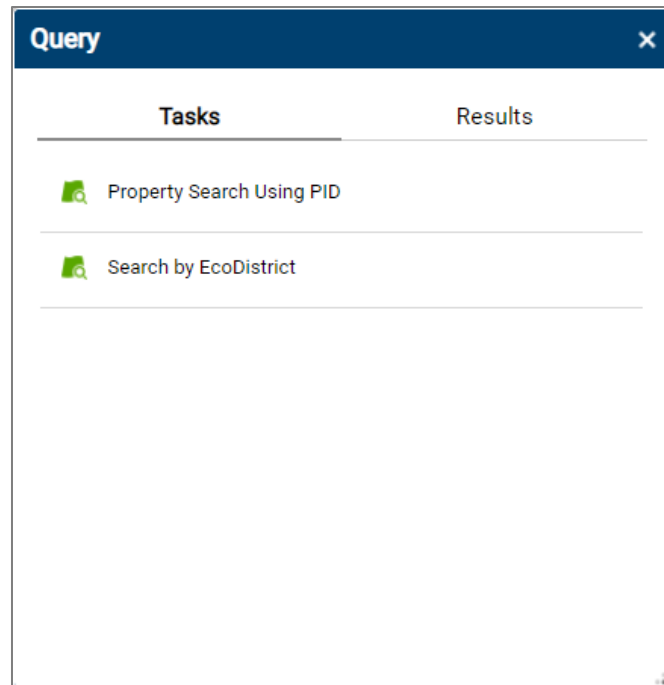 Query
Tasks Results
Property Search Using PID
Search by EcoDistrict